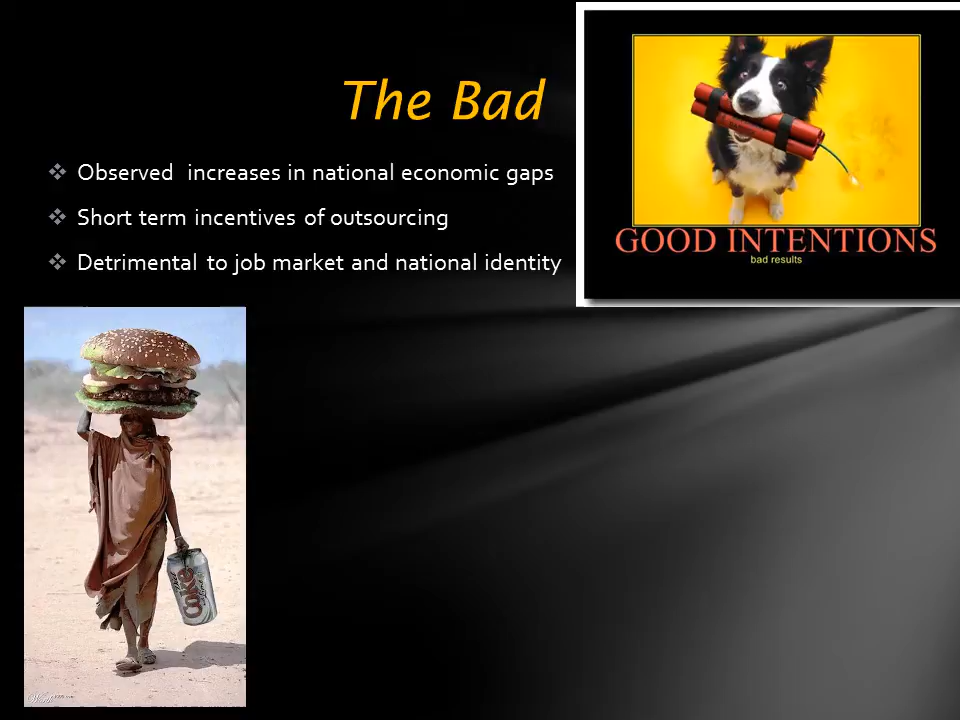 The Bad
Observed increases in national economic gaps
Short term incentives of outsourcing
Detrimental to job market and national identity
GOOD INTENTIONS
bad results
Coke